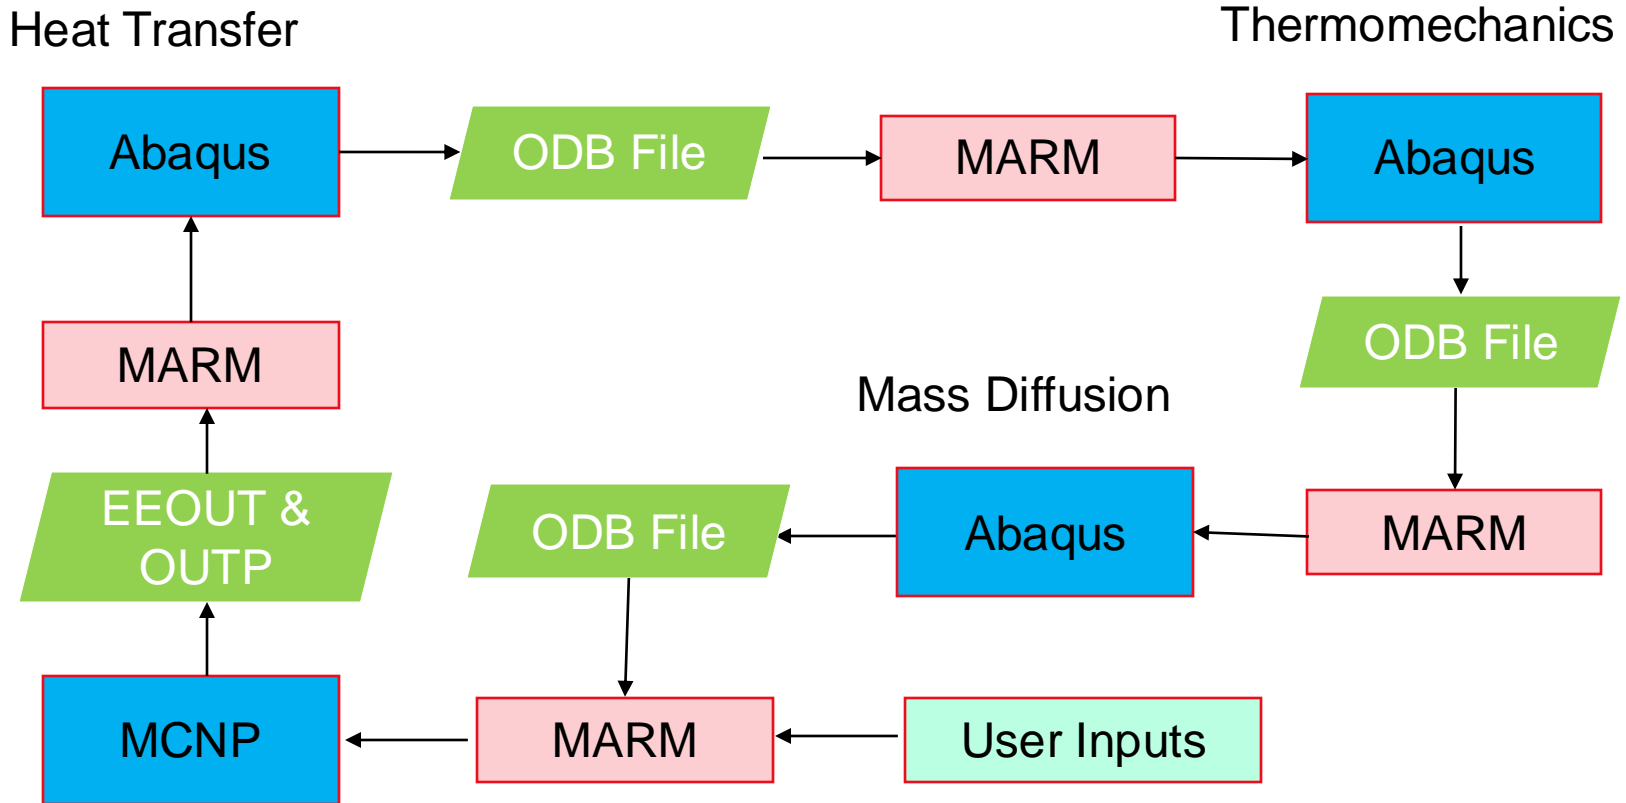 Heat Transfer
Thermomechanics
Abaqus
ODB File
MARM
Abaqus
MARM
ODB File
Mass Diffusion
EEOUT &
OUTP
ODB File
Abaqus
MARM
MCNP
MARM
User Inputs